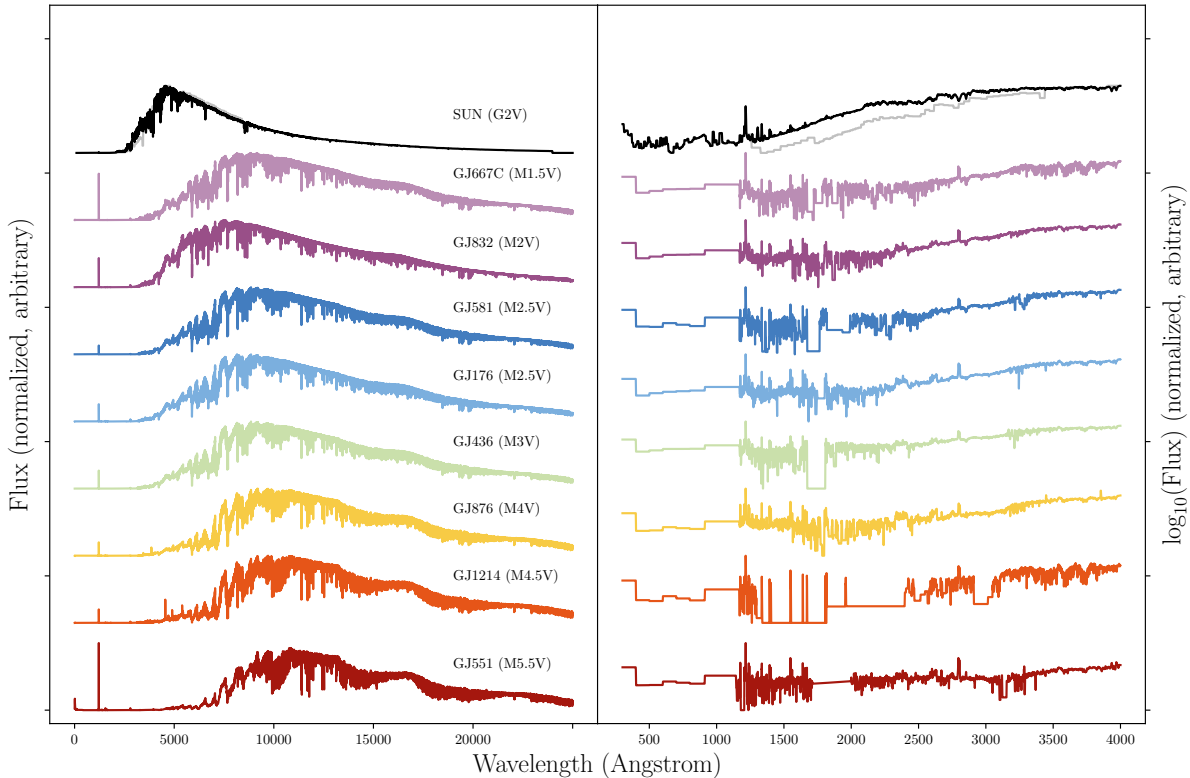 SUN (G2V)
GJ667C (M1.5V)
GJ832 (M2V)
GJ581 (M2.5V)
GJ176 (M2.5V)
GJ436 (M3V)
GJ876 (M4V)
GJ1214 (M4.5V)
GJ551 (M5.5V)
Flux (normalized, arbitrary)
log10(Flux) (normalized, arbitrary)
0 5000 10000 15000 20000
500 1000 1500 2000 2500 3000 3500 4000
Wavelength (Angstrom)